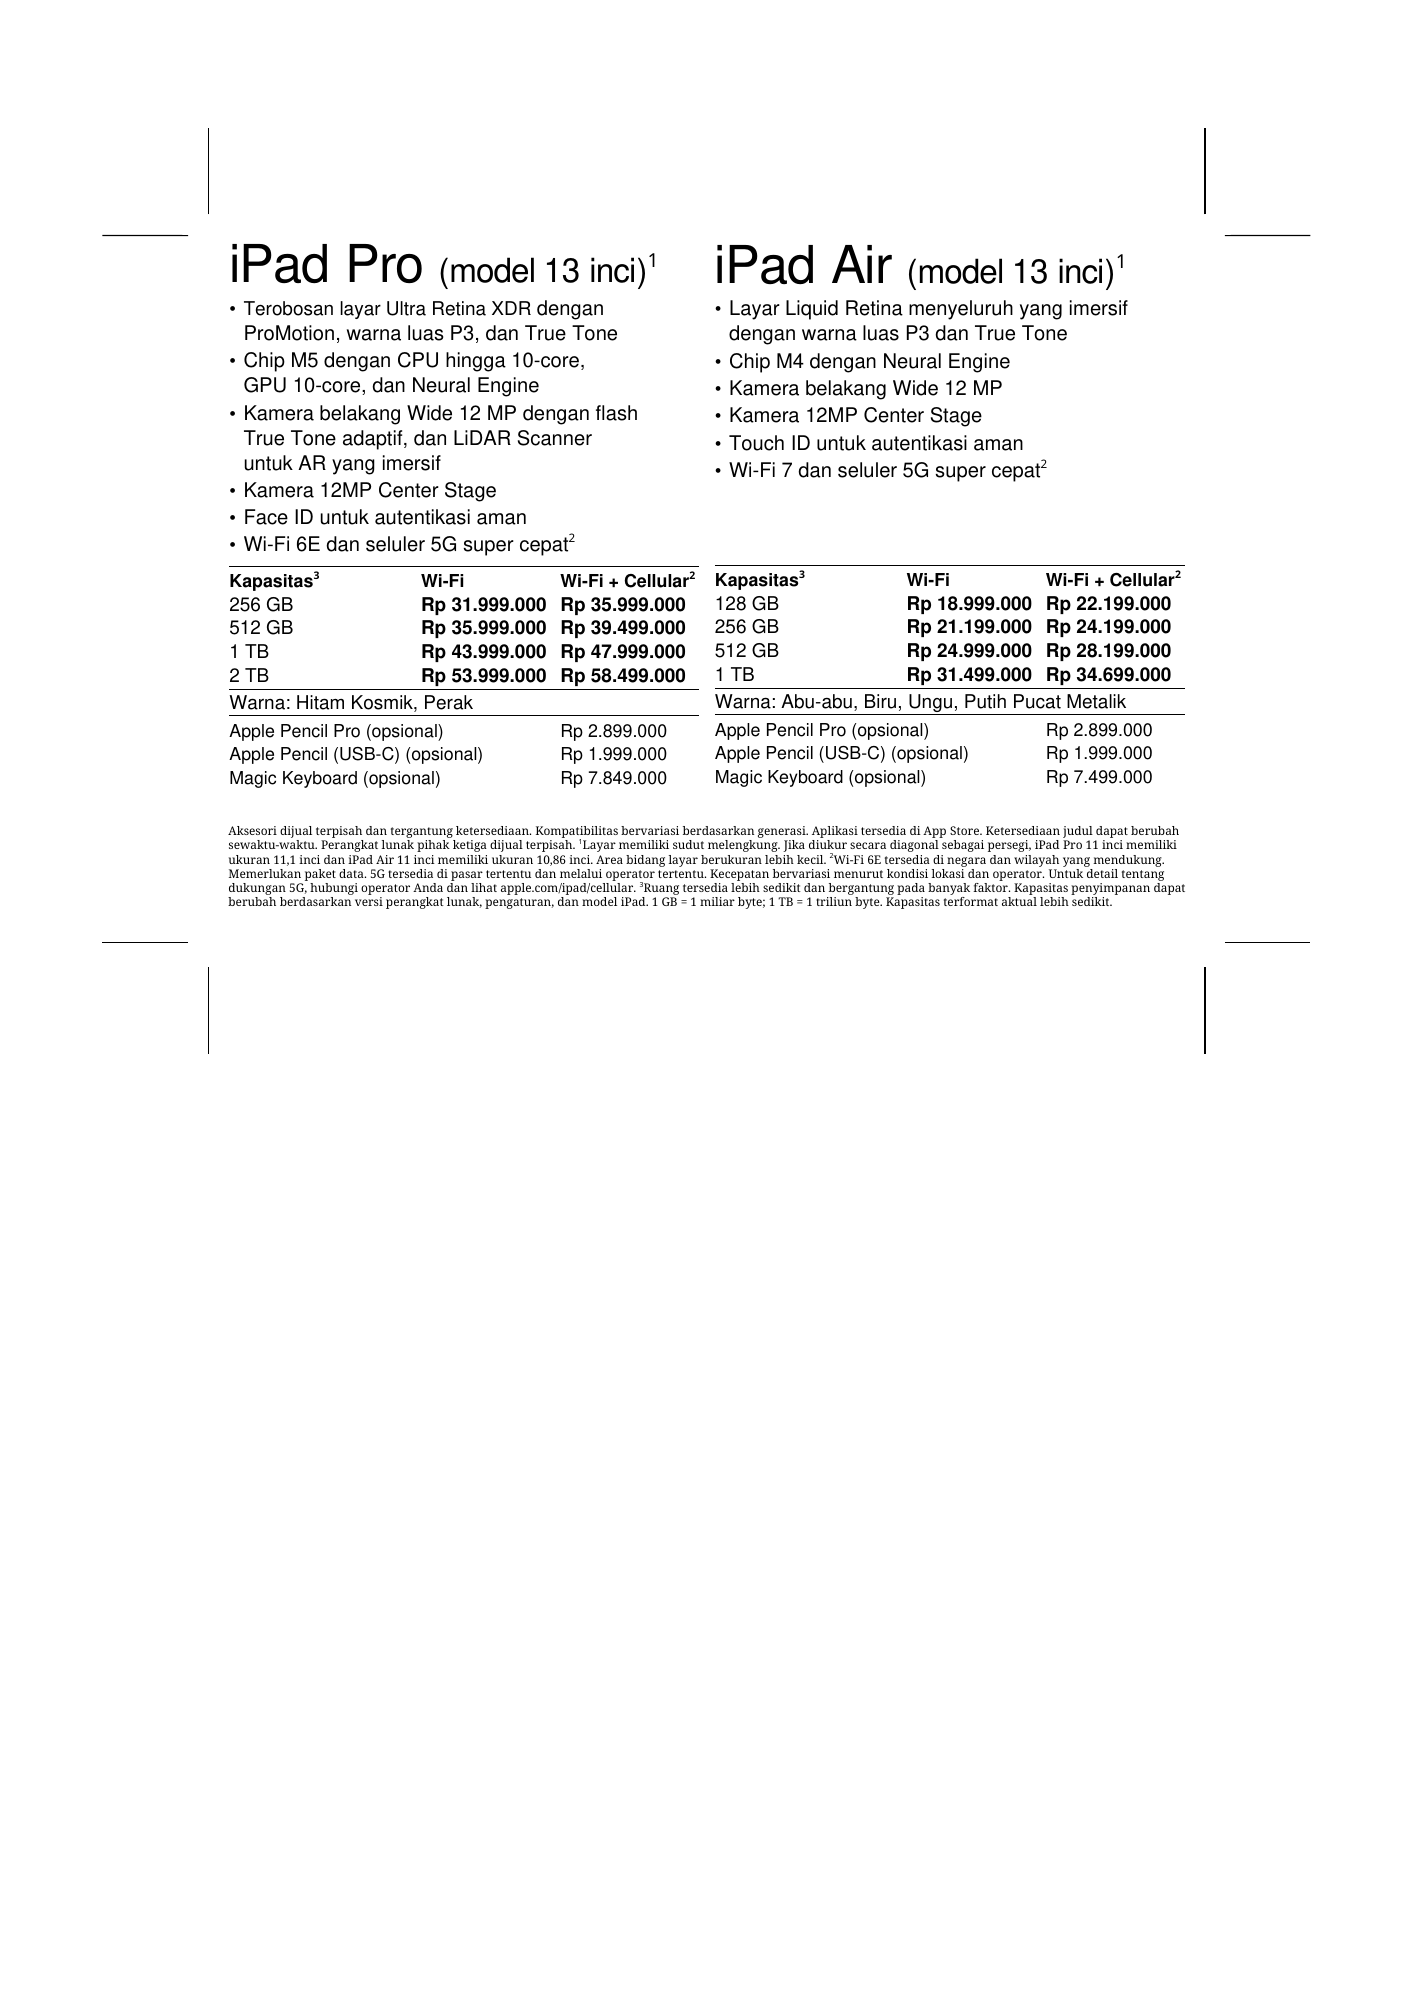 iPad Pro (model 13 inci)¹
• Terobosan layar Ultra Retina XDR dengan
ProMotion, warna luas P3, dan True Tone
• Chip M5 dengan CPU hingga 10-core,
GPU 10-core, dan Neural Engine
• Kamera belakang Wide 12 MP dengan flash
True Tone adaptif, dan LiDAR Scanner
untuk AR yang imersif
• Kamera 12MP Center Stage
• Face ID untuk autentikasi aman
• Wi-Fi 6E dan seluler 5G super cepat²
Kapasitas³ Wi-Fi Wi-Fi + Cellular²
256 GB Rp 31.999.000 Rp 35.999.000
512 GB Rp 35.999.000 Rp 39.499.000
1 TB Rp 43.999.000 Rp 47.999.000
2 TB Rp 53.999.000 Rp 58.499.000
Warna: Hitam Kosmik, Perak
Apple Pencil Pro (opsional) Rp 2.899.000
Apple Pencil (USB-C) (opsional) Rp 1.999.000
Magic Keyboard (opsional) Rp 7.849.000
iPad Air (model 13 inci)¹
• Layar Liquid Retina menyeluruh yang imersif
dengan warna luas P3 dan True Tone
• Chip M4 dengan Neural Engine
• Kamera belakang Wide 12 MP
• Kamera 12MP Center Stage
• Touch ID untuk autentikasi aman
• Wi-Fi 7 dan seluler 5G super cepat²
Kapasitas³ Wi-Fi Wi-Fi + Cellular²
128 GB Rp 18.999.000 Rp 22.199.000
256 GB Rp 21.199.000 Rp 24.199.000
512 GB Rp 24.999.000 Rp 28.199.000
1 TB Rp 31.499.000 Rp 34.699.000
Warna: Abu-abu, Biru, Ungu, Putih Pucat Metalik
Apple Pencil Pro (opsional) Rp 2.899.000
Apple Pencil (USB-C) (opsional) Rp 1.999.000
Magic Keyboard (opsional) Rp 7.499.000
Aksesori dijual terpisah dan tergantung ketersediaan. Kompatibilitas bervariasi berdasarkan generasi. Aplikasi tersedia di App Store. Ketersediaan judul dapat berubah
sewaktu-waktu. Perangkat lunak pihak ketiga dijual terpisah. ¹Layar memiliki sudut melengkung. Jika diukur secara diagonal sebagai persegi, iPad Pro 11 inci memiliki
ukuran 11,1 inci dan iPad Air 11 inci memiliki ukuran 10,86 inci. Area bidang layar berukuran lebih kecil. ²Wi-Fi 6E tersedia di negara dan wilayah yang mendukung.
Memerlukan paket data. 5G tersedia di pasar tertentu dan melalui operator tertentu. Kecepatan bervariasi menurut kondisi lokasi dan operator. Untuk detail tentang
dukungan 5G, hubungi operator Anda dan lihat apple.com/ipad/cellular. ³Ruang tersedia lebih sedikit dan bergantung pada banyak faktor. Kapasitas penyimpanan dapat
berubah berdasarkan versi perangkat lunak, pengaturan, dan model iPad. 1 GB = 1 miliar byte; 1 TB = 1 triliun byte. Kapasitas terformat aktual lebih sedikit.